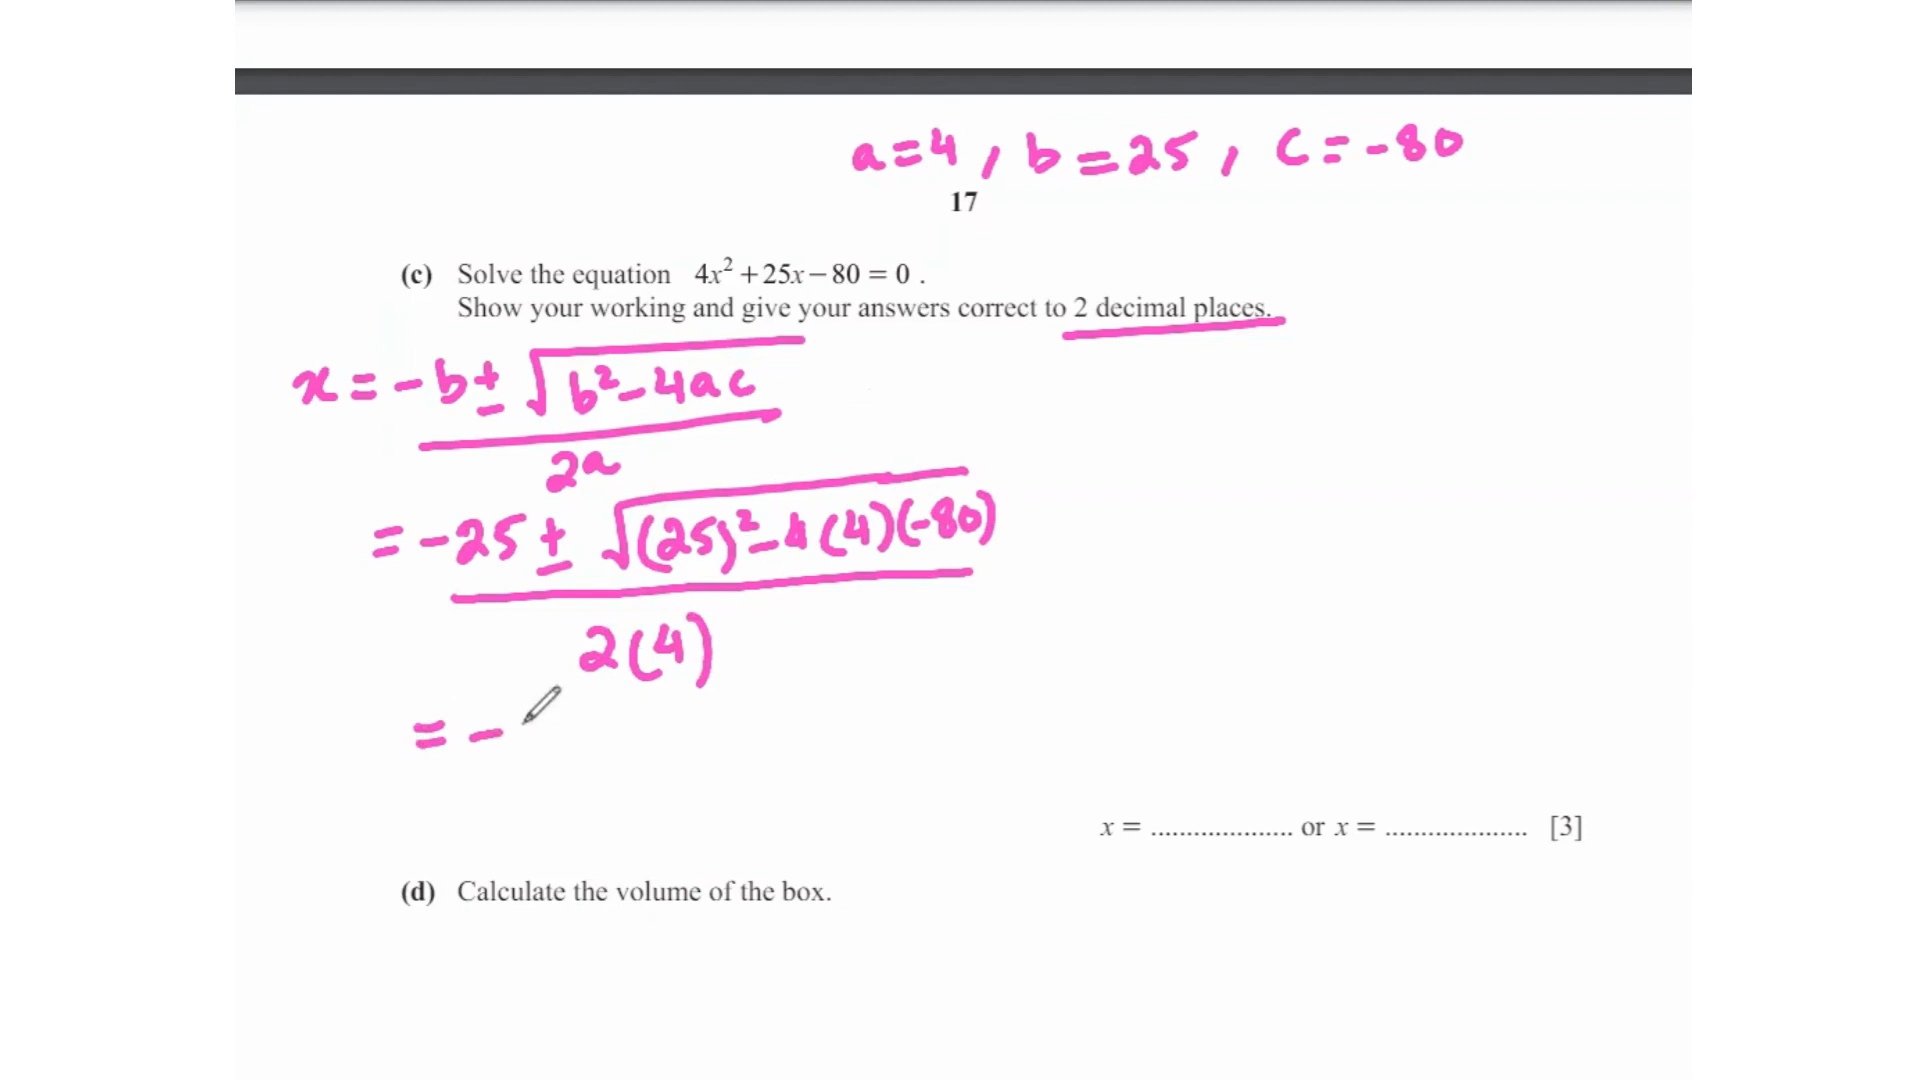 a=4, b=25, c=-80
17
(c) Solve the equation 4x²+25x−80=0.
Show your working and give your answers correct to 2 decimal places.
x=-b±√b²-4ac
2a
=-25±√(25)²-4(4)(-80)
2(4)
=-
x = .................... or x = .................... [3]
(d) Calculate the volume of the box.